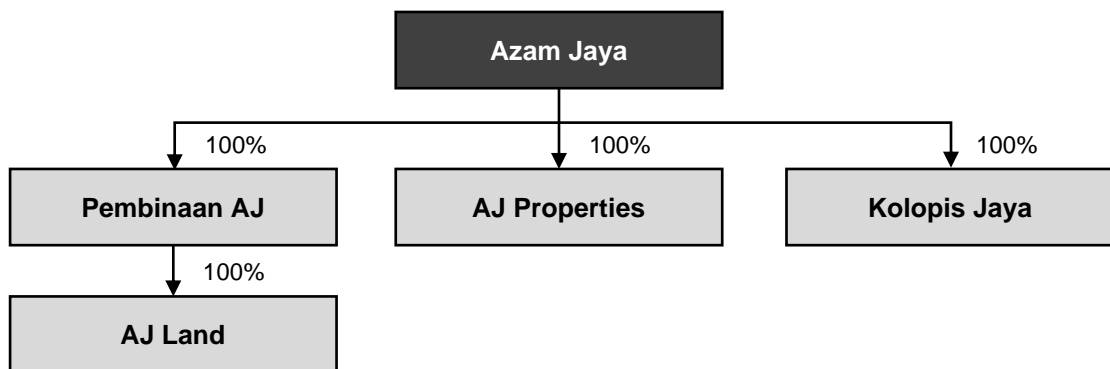 Azam Jaya
100%
100%
100%
Pembinaan AJ
AJ Properties
Kolopis Jaya
100%
AJ Land